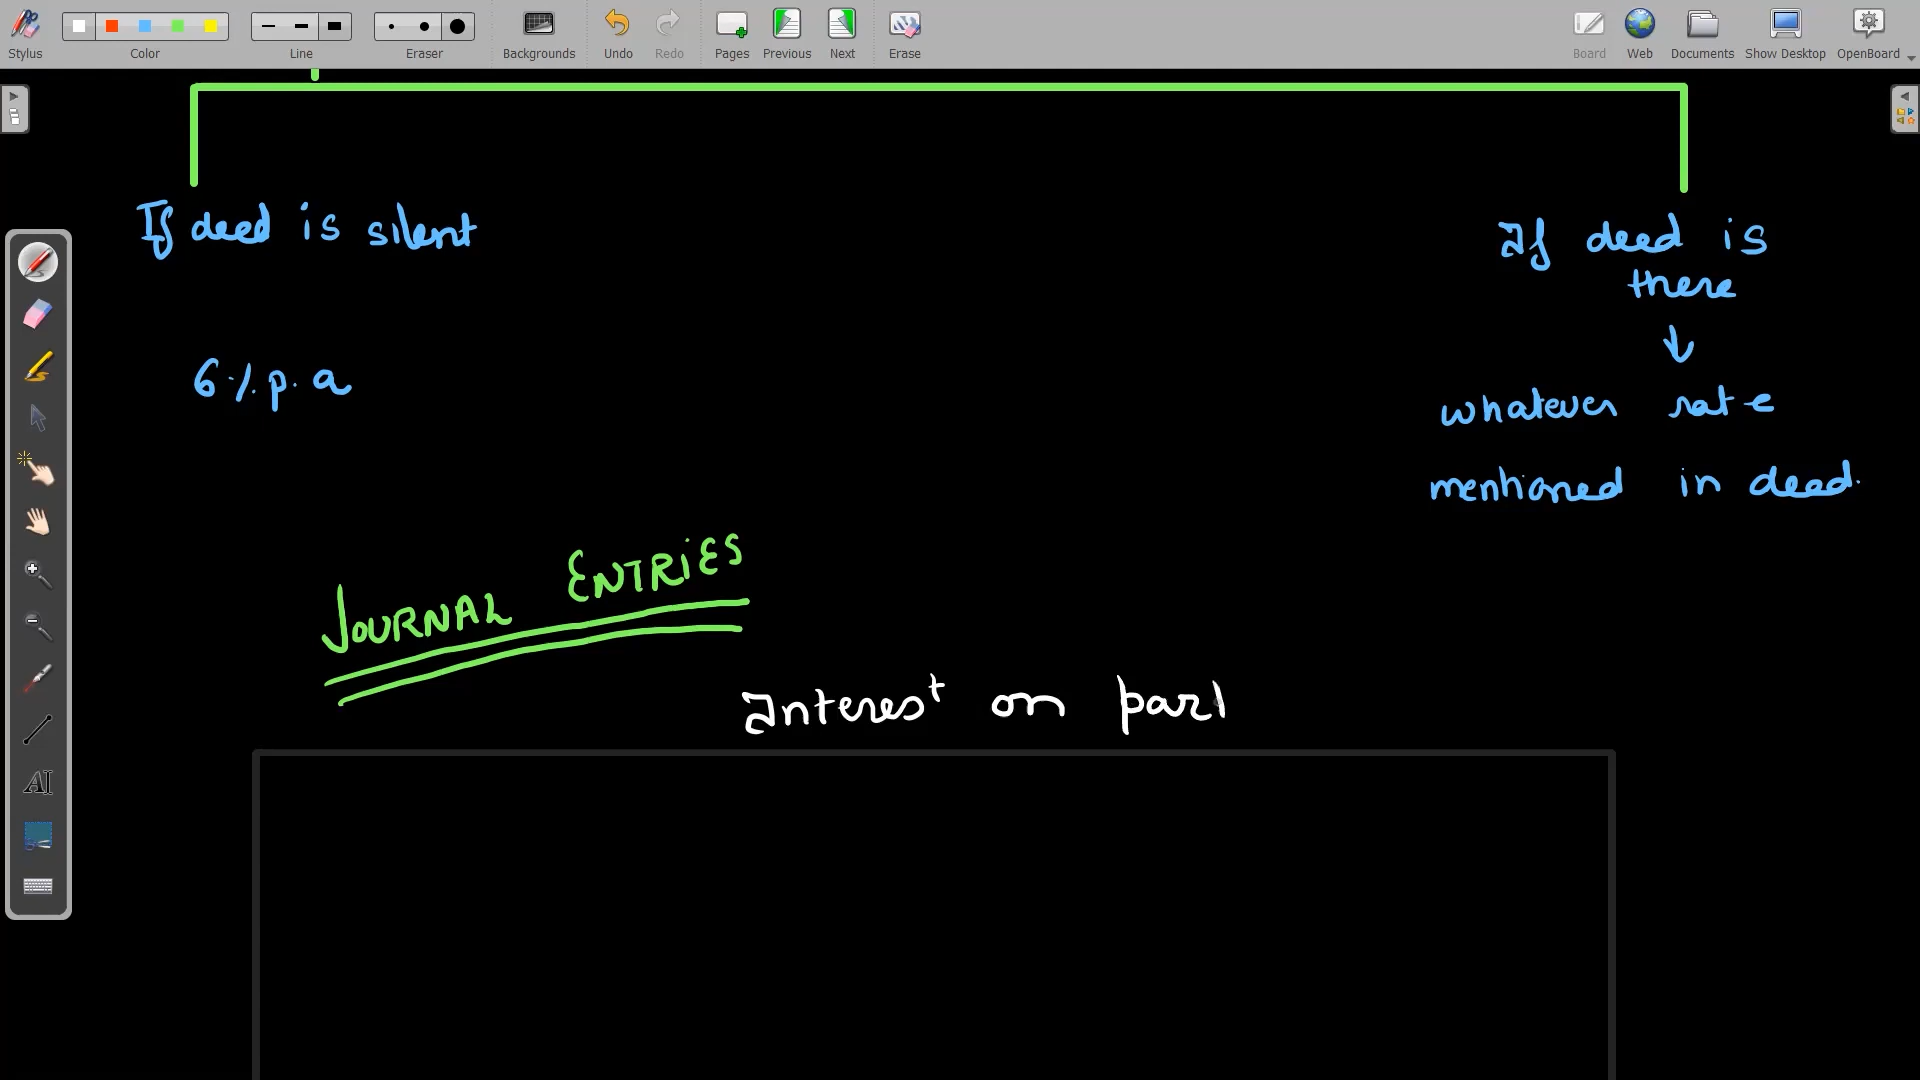 Stylus
Color
Line
Eraser
Backgrounds
Undo
Redo
Pages
Previous
Next
Erase
Board
Web
Documents
Show Desktop
OpenBoard
If deed is silent
6 % p. a
If deed is
there
whatever rate
mentioned in deed.
JOURNAL ENTRIES
Interest on part